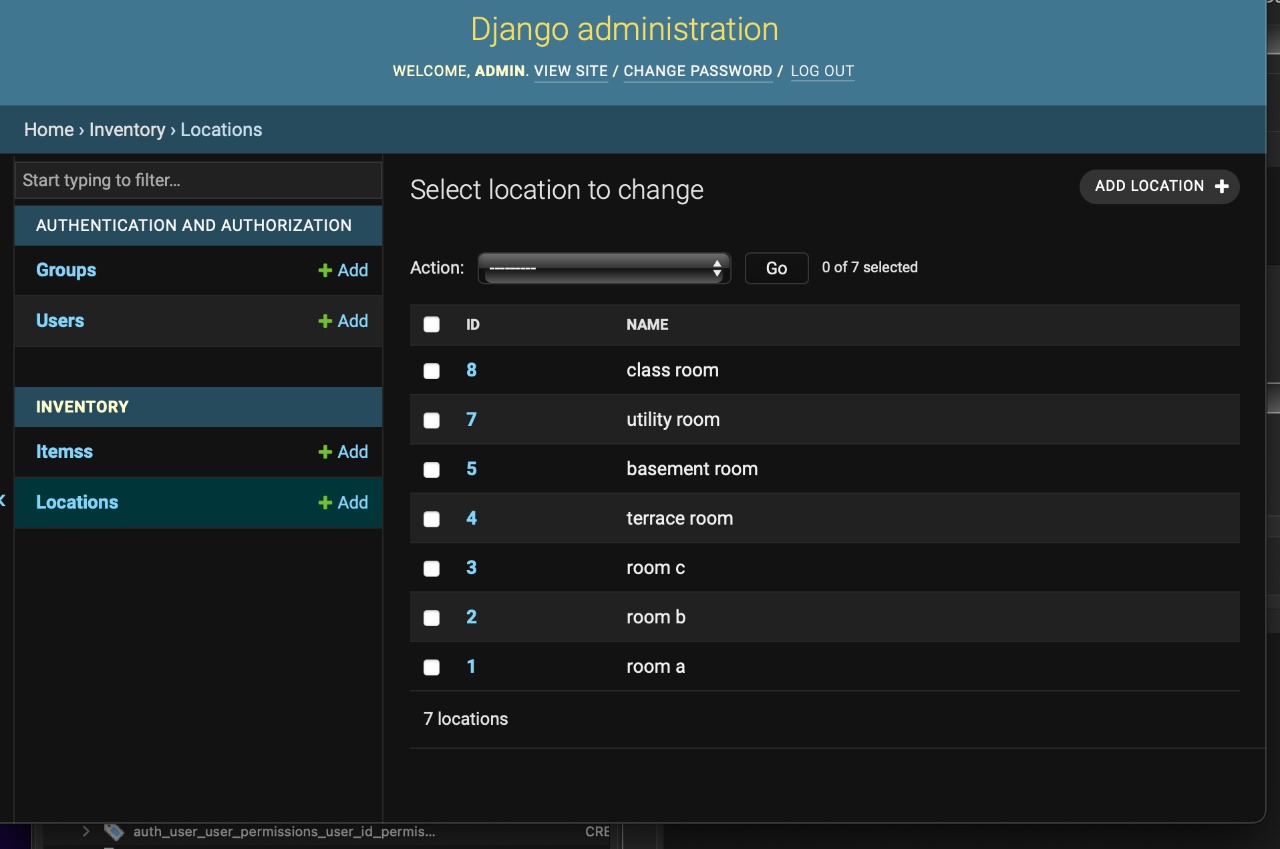 Django administration
WELCOME, ADMIN. VIEW SITE / CHANGE PASSWORD / LOG OUT
Home › Inventory › Locations
Start typing to filter...
AUTHENTICATION AND AUTHORIZATION
Groups + Add
Users + Add
INVENTORY
Itemss + Add
Locations + Add
Select location to change
ADD LOCATION +
Action: --------- Go 0 of 7 selected
ID NAME
8 class room
7 utility room
5 basement room
4 terrace room
3 room c
2 room b
1 room a
7 locations
auth_user_user_permissions_user_id_permis... CRE